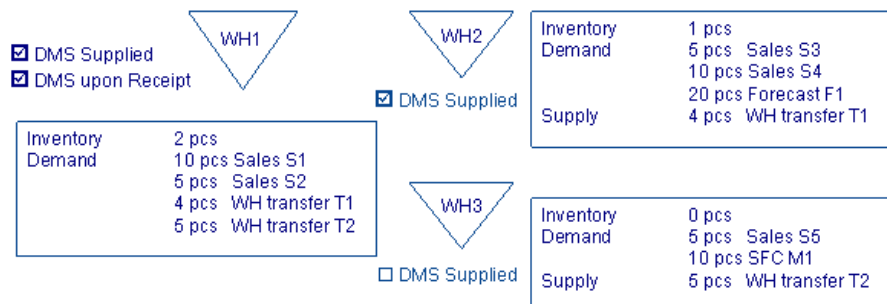 WH1
DMS Supplied
DMS upon Receipt
Inventory 2 pcs
Demand 10 pcs Sales S1
5 pcs Sales S2
4 pcs WH transfer T1
5 pcs WH transfer T2
WH2
DMS Supplied
Inventory 1 pcs
Demand 5 pcs Sales S3
10 pcs Sales S4
20 pcs Forecast F1
Supply 4 pcs WH transfer T1
WH3
DMS Supplied
Inventory 0 pcs
Demand 5 pcs Sales S5
10 pcs SFC M1
Supply 5 pcs WH transfer T2